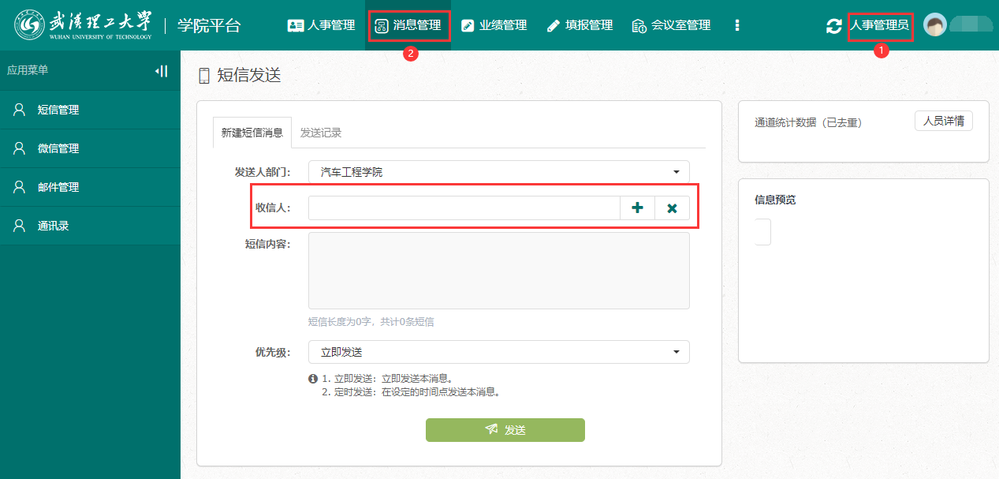 武汉理工大学
WUHAN UNIVERSITY OF TECHNOLOGY
学院平台
人事管理
消息管理
业绩管理
填报管理
会议室管理
人事管理员
2
1
应用菜单
短信管理
微信管理
邮件管理
通讯录
短信发送
新建短信消息
发送记录
发送人部门：
汽车工程学院
收信人：
短信内容：
短信长度为0字，共计0条短信
优先级：
立即发送
1. 立即发送：立即发送本消息。
2. 定时发送：在设定的时间点发送本消息。
发送
通道统计数据（已去重）
人员详情
信息预览